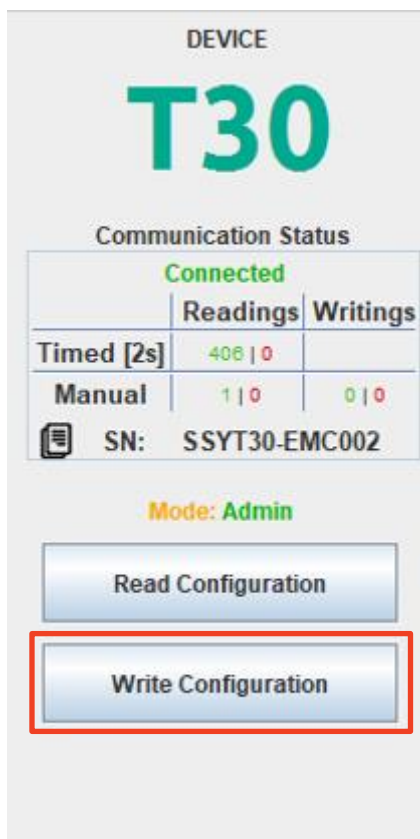 DEVICE
T30
Communication Status
Connected
Readings Writings
Timed [2s] 406 | 0
Manual 1 | 0 0 | 0
SN: SSYT30-EMC002
Mode: Admin
Read Configuration
Write Configuration